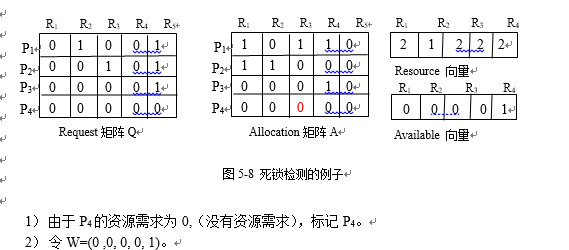 R₁ R₂ R₃ R₄ R₅
P₁ 0 1 0 0 1
P₂ 0 0 1 0 1
P₃ 0 0 0 0 1
P₄ 0 0 0 0 0
Request 矩阵 Q
R₁ R₂ R₃ R₄ R₅
P₁ 1 0 1 1 0
P₂ 1 1 0 0 0
P₃ 0 0 0 1 0
P₄ 0 0 0 0 0
Allocation 矩阵 A
R₁ R₂ R₃ R₄
2 1 2 2 2
Resource 向量
R₁ R₂ R₃ R₄
0 0 0 0 1
Available 向量
图 5-8 死锁检测的例子
1） 由于 P₄的资源需求为 0,（没有资源需求），标记 P₄。
2） 令 W=(0 ,0, 0, 0, 1)。